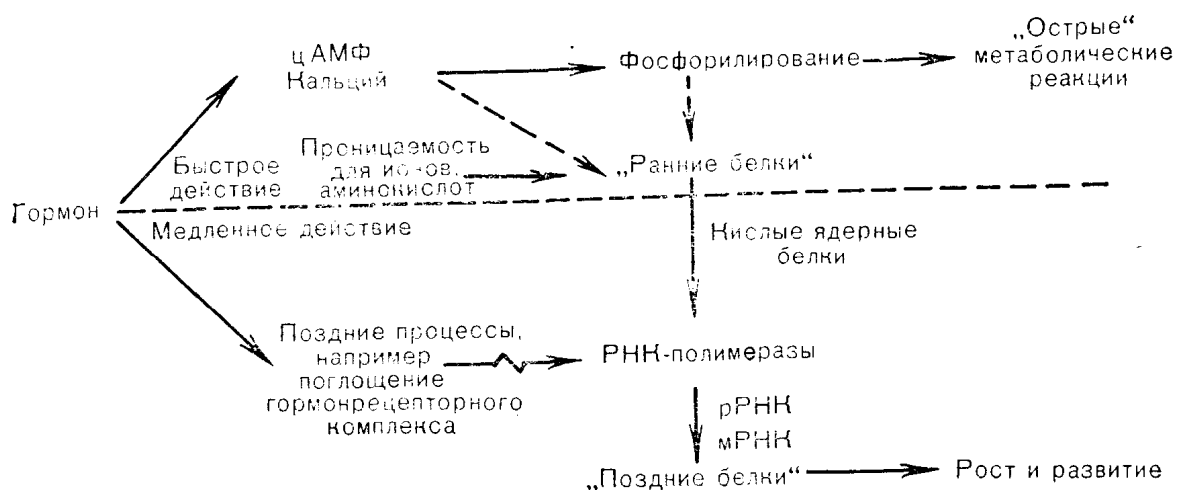 цАМФ
Кальций
Фосфорилирование
„Острые“
метаболические
реакции
Быстрое
действие
Проницаемость
для ионов,
аминокислот
„Ранние белки“
Гормон
Медленное действие
Кислые ядерные
белки
Поздние процессы,
например
поглощение
гормонрецепторного
комплекса
РНК-полимеразы
рРНК
мРНК
„Поздние белки“
Рост и развитие